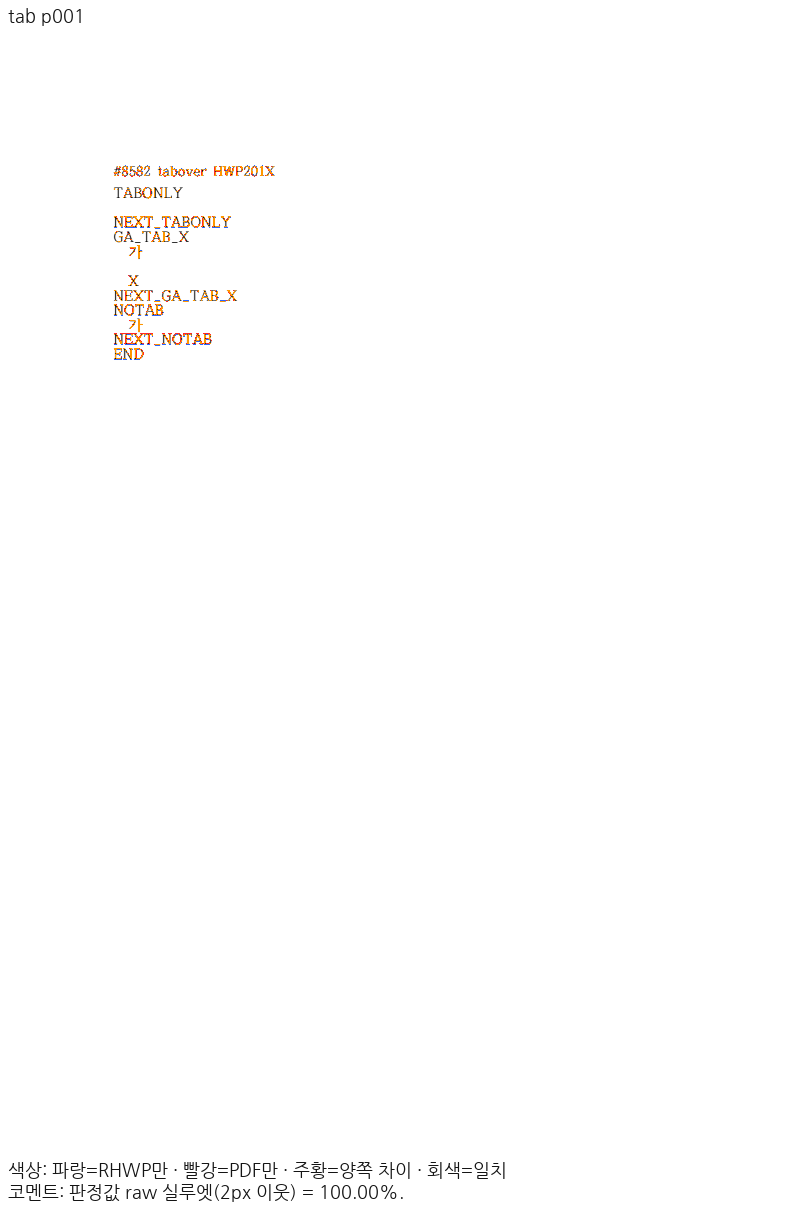 tab p001
#8582 tabover HWP201X
TABONLY
NEXT_TABONLY
GA_TAB_X
가
X
NEXT_GA_TAB_X
NOTAB
가
NEXT_NOTAB
END
색상: 파랑=RHWP만 · 빨강=PDF만 · 주황=양쪽 차이 · 회색=일치
코멘트: 판정값 raw 실루엣(2px 이웃) = 100.00%.